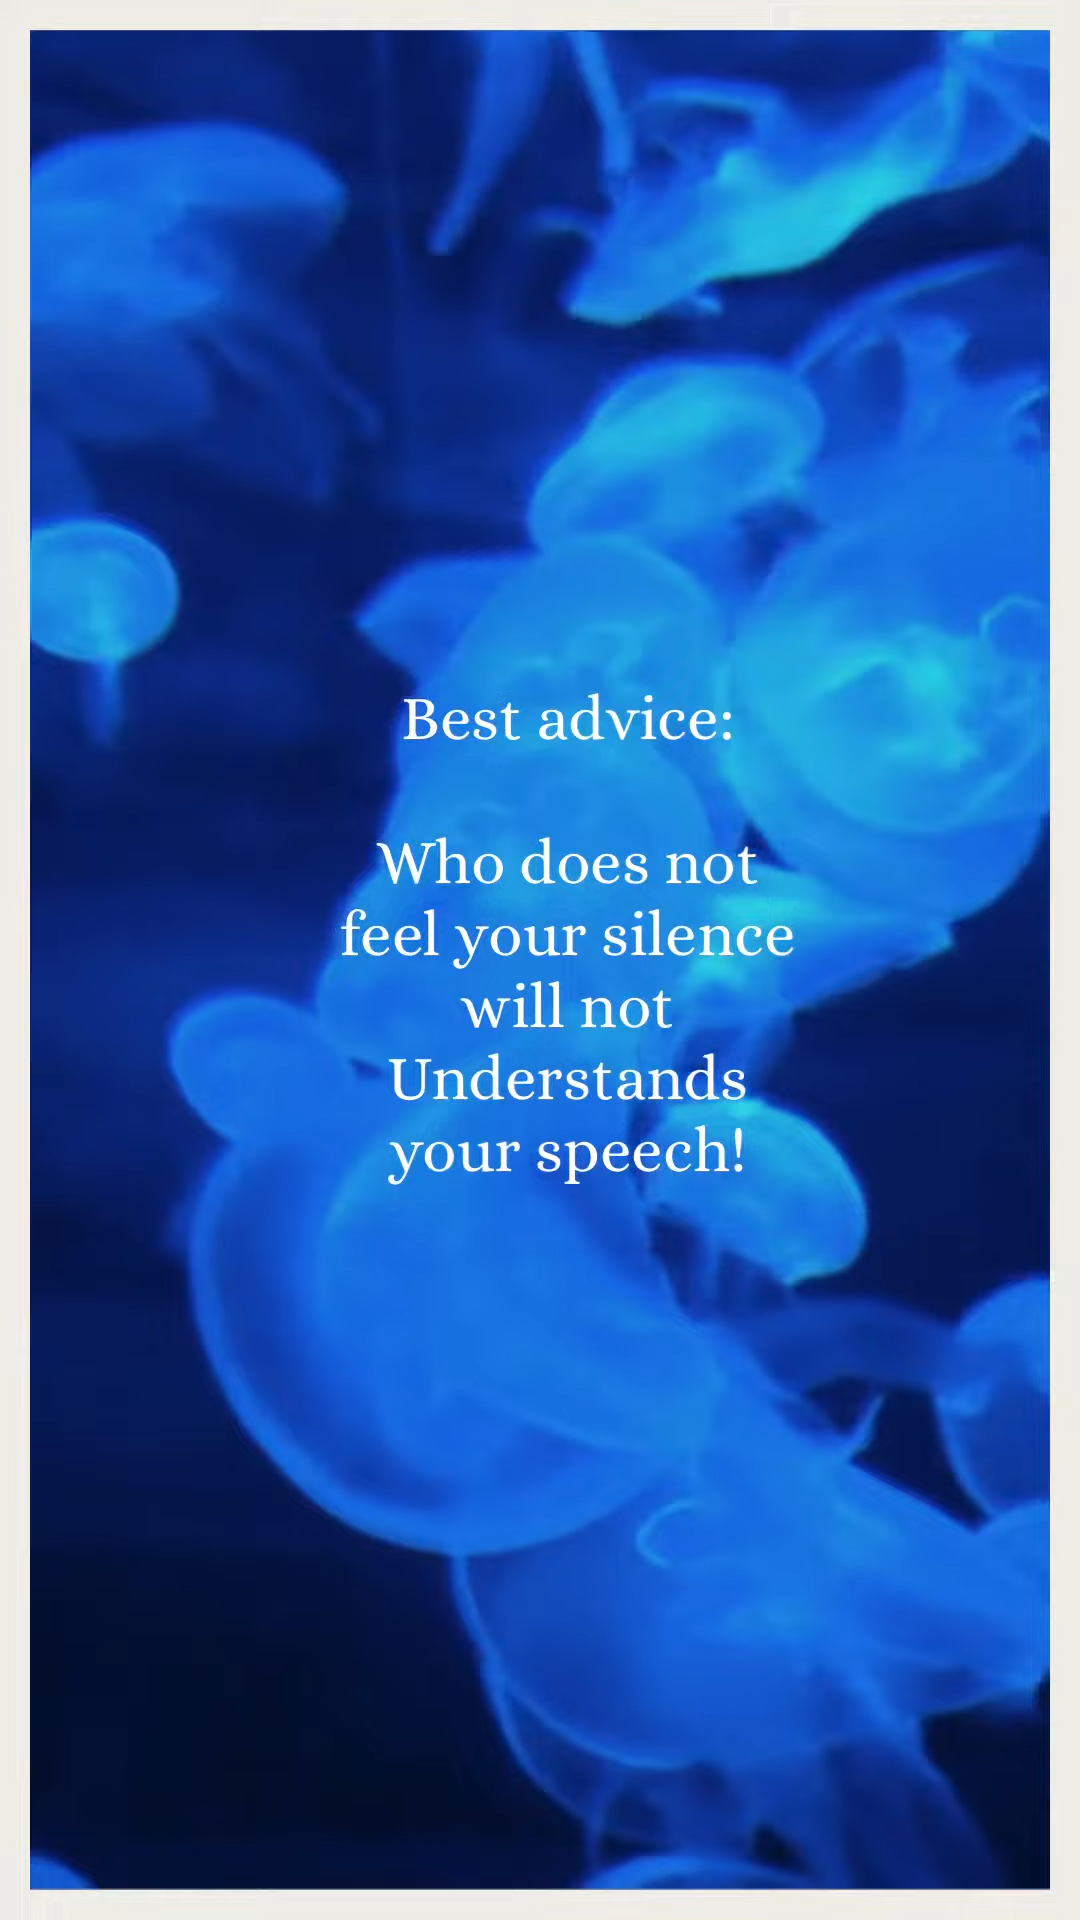 Best advice:
Who does not
feel your silence
will not
Understands
your speech!